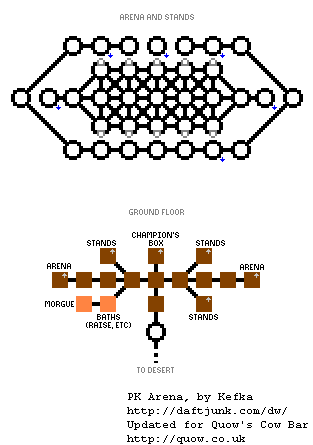 ARENA AND STANDS
GROUND FLOOR
CHAMPION'S
BOX
STANDS
STANDS
ARENA
ARENA
MORGUE
BATHS
(RAISE, ETC)
STANDS
TO DESERT
PK Arena, by Kefka
http://daftjunk.com/dw/
Updated for Quow's Cow Bar
http://quow.co.uk